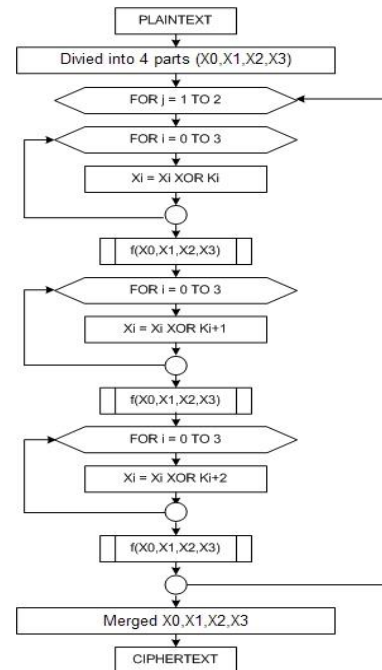 PLAINTEXT
Divied into 4 parts (X0,X1,X2,X3)
FOR j = 1 TO 2
FOR i = 0 TO 3
Xi = Xi XOR Ki
f(X0,X1,X2,X3)
FOR i = 0 TO 3
Xi = Xi XOR Ki+1
f(X0,X1,X2,X3)
FOR i = 0 TO 3
Xi = Xi XOR Ki+2
f(X0,X1,X2,X3)
Merged X0,X1,X2,X3
CIPHERTEXT